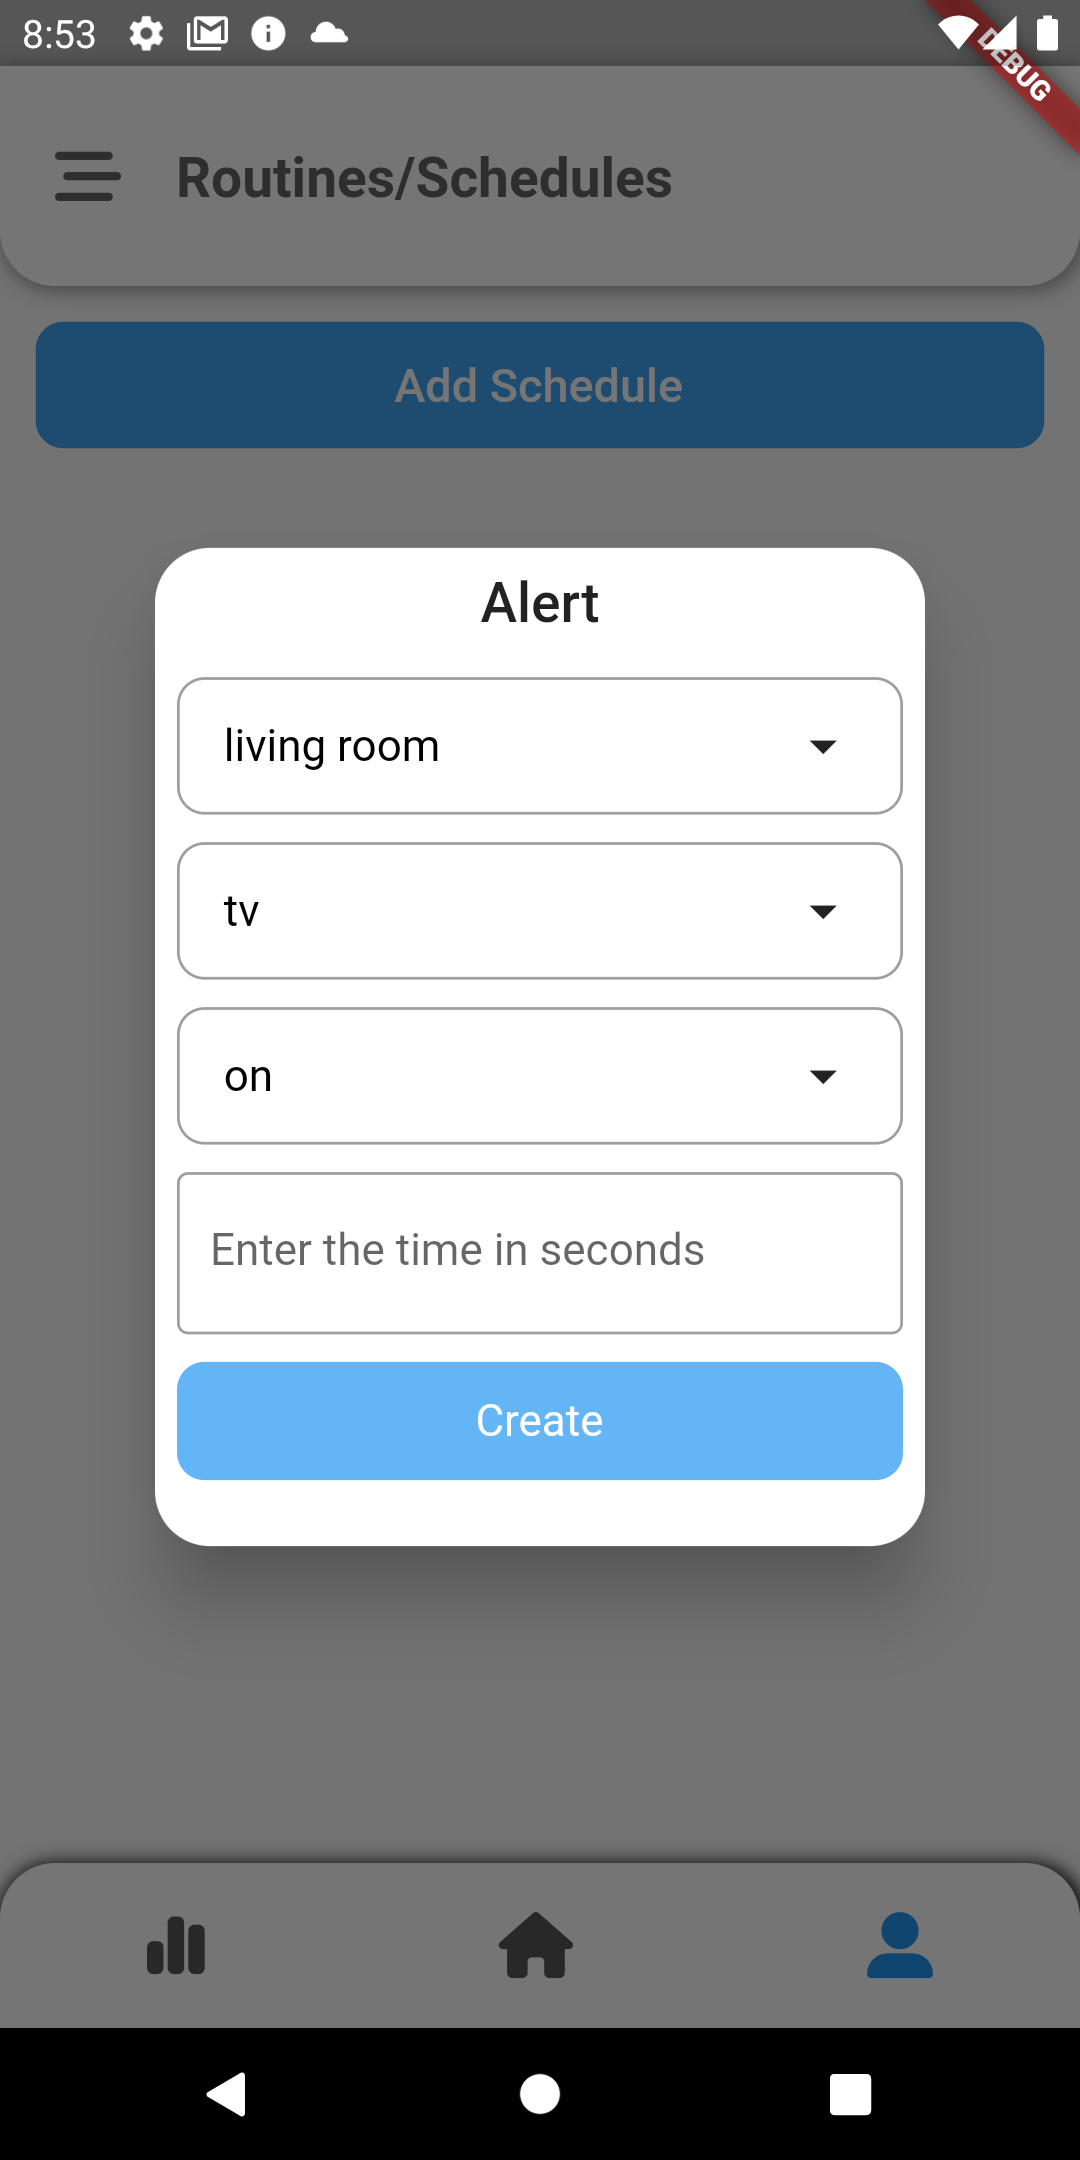 8:53
DEBUG
Routines/Schedules
Add Schedule
Alert
living room
tv
on
Enter the time in seconds
Create